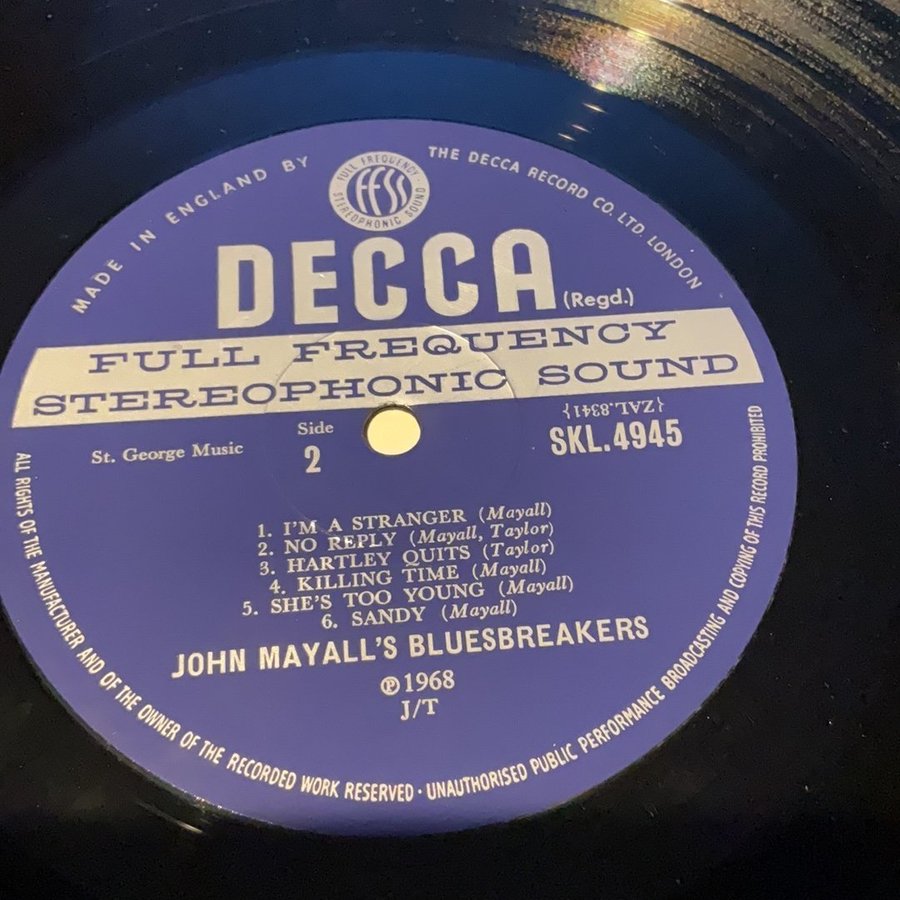 MADE IN ENGLAND BY
THE DECCA RECORD CO. LTD. LONDON
FULL FREQUENCY
FFSS
STEREOPHONIC SOUND
DECCA (Regd.)
FULL FREQUENCY
STEREOPHONIC SOUND
St. George Music
Side
2
{ZAL.8341}
SKL.4945
1. I'M A STRANGER (Mayall)
2. NO REPLY (Mayall, Taylor)
3. HARTLEY QUITS (Taylor)
4. KILLING TIME (Mayall)
5. SHE'S TOO YOUNG (Mayall)
6. SANDY (Mayall)
JOHN MAYALL'S BLUESBREAKERS
℗1968
J/T
ALL RIGHTS OF THE MANUFACTURER AND OF THE OWNER OF THE RECORDED WORK RESERVED · UNAUTHORISED PUBLIC PERFORMANCE BROADCASTING AND COPYING OF THIS RECORD PROHIBITED